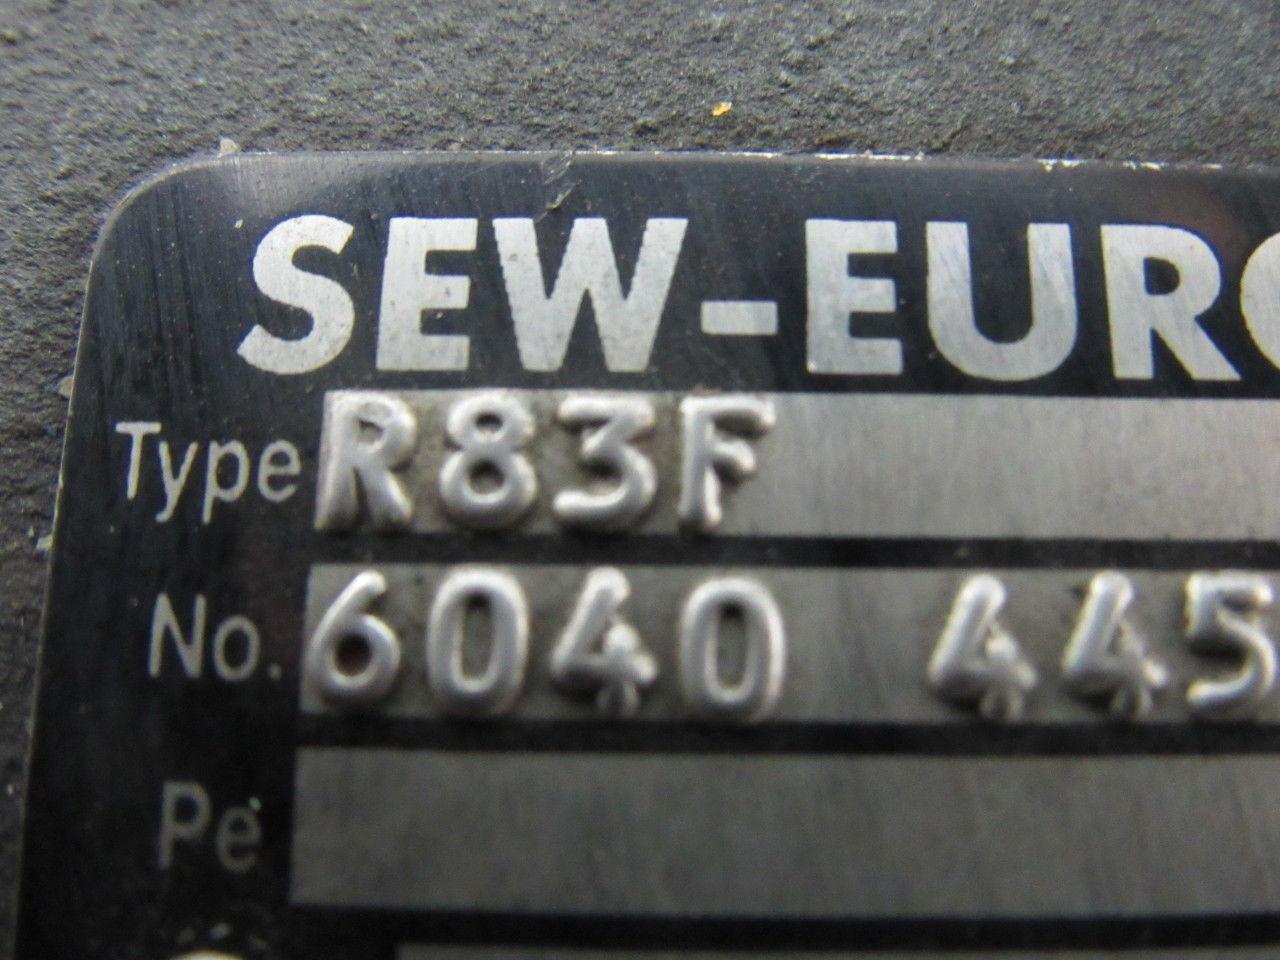 SEW-EURO
Type R83F
No. 6040 445
Pe